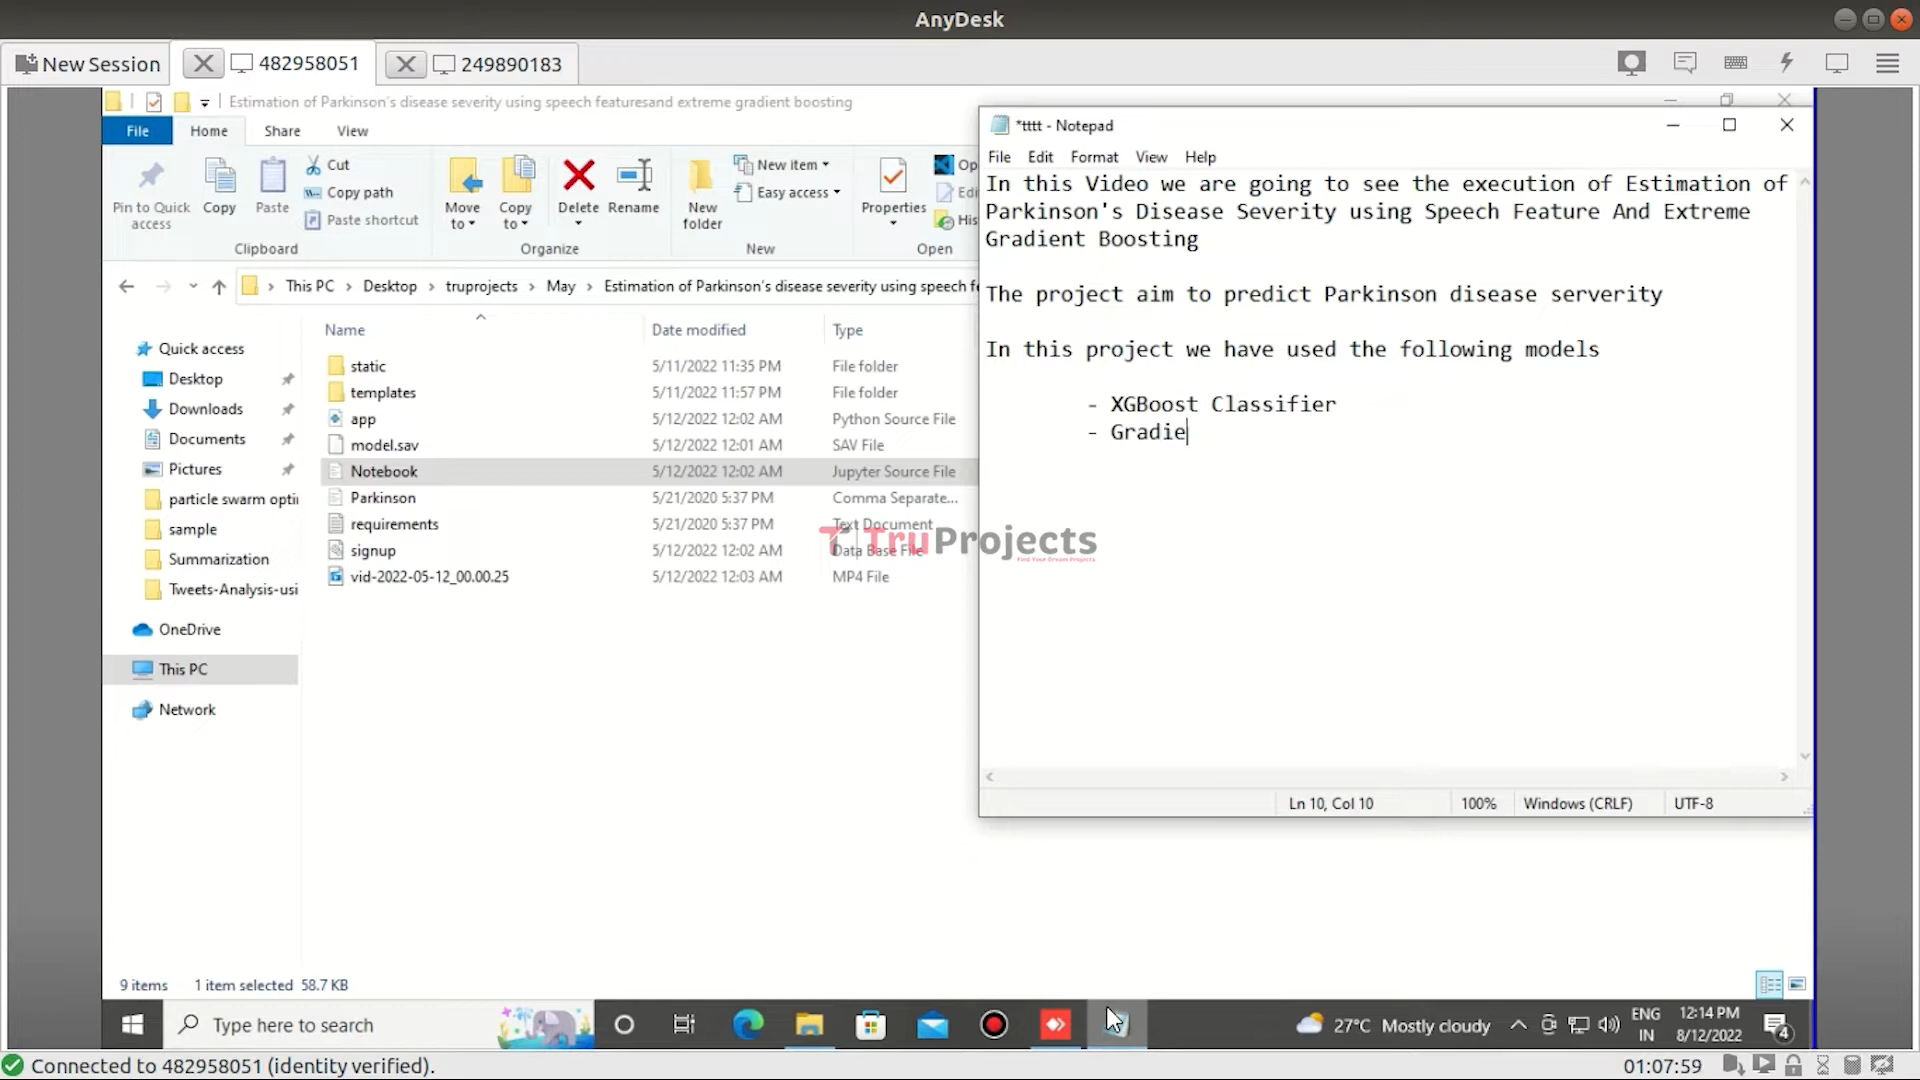 AnyDesk
New Session
482958051
249890183
Estimation of Parkinson's disease severity using speech featuresand extreme gradient boosting
File Home Share View
Pin to Quick access
Copy
Paste
Cut
Copy path
Paste shortcut
Clipboard
Move to
Copy to
Delete
Rename
Organize
New folder
New item
Easy access
New
Properties
Op
Edi
His
Open
This PC > Desktop > truprojects > May > Estimation of Parkinson's disease severity using speech fe
Name Date modified Type
static 5/11/2022 11:35 PM File folder
templates 5/11/2022 11:57 PM File folder
app 5/12/2022 12:02 AM Python Source File
model.sav 5/12/2022 12:01 AM SAV File
Notebook 5/12/2022 12:02 AM Jupyter Source File
Parkinson 5/21/2020 5:37 PM Comma Separate...
requirements 5/21/2020 5:37 PM Text Document
signup 5/12/2022 12:02 AM Data Base File
vid-2022-05-12_00.00.25 5/12/2022 12:03 AM MP4 File
Quick access
Desktop
Downloads
Documents
Pictures
particle swarm opti
sample
Summarization
Tweets-Analysis-usi
OneDrive
This PC
Network
9 items 1 item selected 58.7 KB
*tttt - Notepad
File Edit Format View Help
In this Video we are going to see the execution of Estimation of
Parkinson's Disease Severity using Speech Feature And Extreme
Gradient Boosting
The project aim to predict Parkinson disease serverity
In this project we have used the following models
- XGBoost Classifier
- Gradie
Ln 10, Col 10 100% Windows (CRLF) UTF-8
TruProjects
Find Your Dream Projects
Type here to search
27°C Mostly cloudy
ENG
IN
12:14 PM
8/12/2022
4
Connected to 482958051 (identity verified).
01:07:59